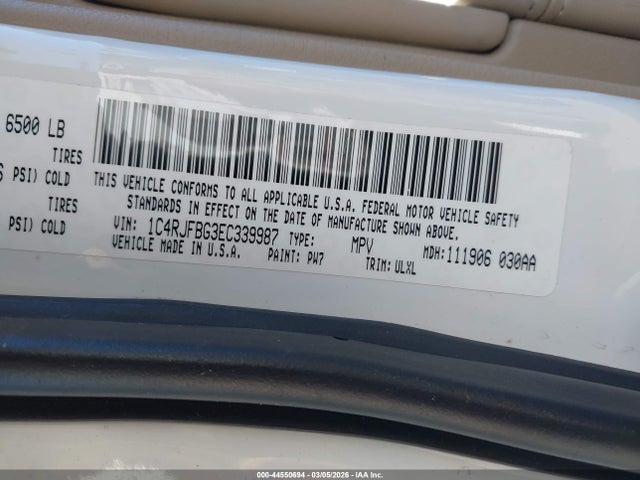 6500 LB
TIRES
PSI) COLD
TIRES
PSI) COLD
THIS VEHICLE CONFORMS TO ALL APPLICABLE U.S.A. FEDERAL MOTOR VEHICLE SAFETY
STANDARDS IN EFFECT ON THE DATE OF MANUFACTURE SHOWN ABOVE.
VIN: 1C4RJFBG3EC339987 TYPE: MPV MDH:111906 030AA
VEHICLE MADE IN U.S.A. PAINT: PW7 TRIM: ULXL
000-44550694 - 03/05/2026 - IAA Corp.